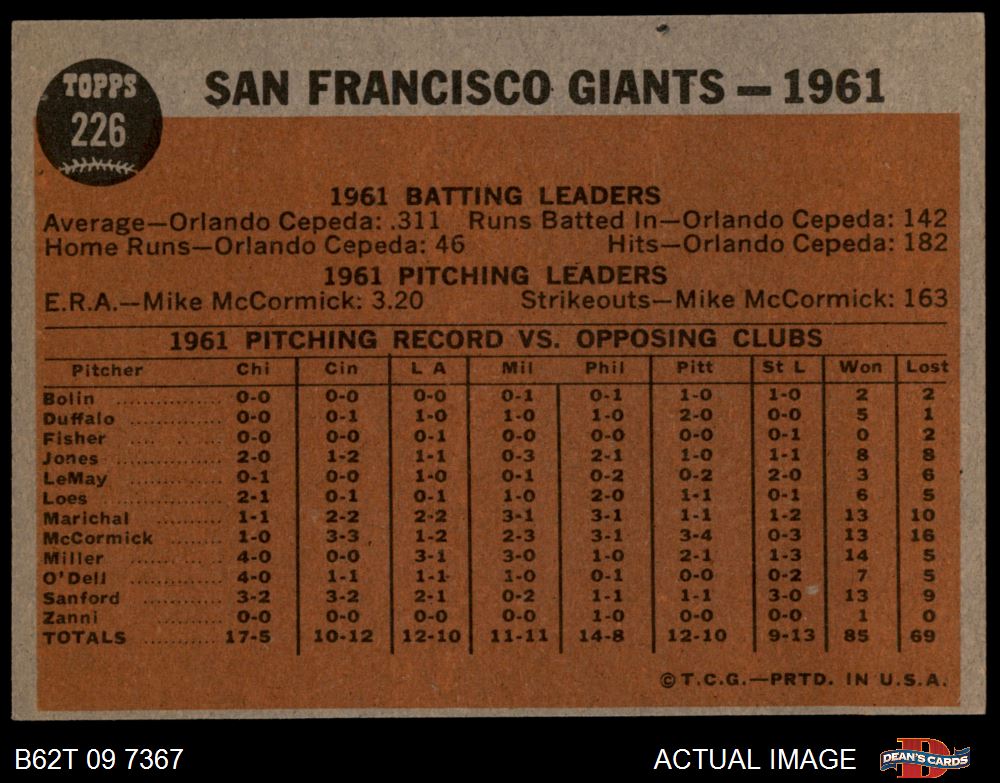 TOPPS
226
SAN FRANCISCO GIANTS — 1961
1961 BATTING LEADERS
Average—Orlando Cepeda: .311 Runs Batted In—Orlando Cepeda: 142
Home Runs—Orlando Cepeda: 46 Hits—Orlando Cepeda: 182
1961 PITCHING LEADERS
E.R.A.—Mike McCormick: 3.20 Strikeouts—Mike McCormick: 163
1961 PITCHING RECORD VS. OPPOSING CLUBS
Pitcher Chi Cin L A Mil Phil Pitt St L Won Lost
Bolin 0-0 0-0 0-0 0-1 0-1 1-0 1-0 2 2
Duffalo 0-0 0-1 1-0 1-0 1-0 2-0 0-0 5 1
Fisher 0-0 0-0 0-1 0-0 0-0 0-0 0-1 0 2
Jones 2-0 1-2 1-1 0-3 2-1 1-0 1-1 8 8
LeMay 0-1 0-0 1-0 0-1 0-2 0-2 2-0 3 6
Loes 2-1 0-1 0-1 1-0 2-0 1-1 0-1 6 5
Marichal 1-1 2-2 2-2 3-1 3-1 1-1 1-2 13 10
McCormick 1-0 3-3 1-2 2-3 3-1 3-4 0-3 13 16
Miller 4-0 0-0 3-1 3-0 1-0 2-1 1-3 14 5
O'Dell 4-0 1-1 1-1 1-0 0-1 0-0 0-2 7 5
Sanford 3-2 3-2 2-1 0-2 1-1 1-1 3-0 13 9
Zanni 0-0 0-0 0-0 0-0 1-0 0-0 0-0 1 0
TOTALS 17-5 10-12 12-10 11-11 14-8 12-10 9-13 85 69
©T.C.G.—PRTD. IN U.S.A.
B62T 09 7367 ACTUAL IMAGE
DEAN'S CARDS